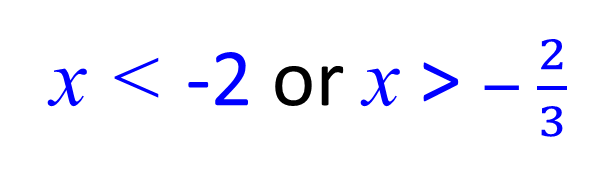 x < -2 or x > −2/3